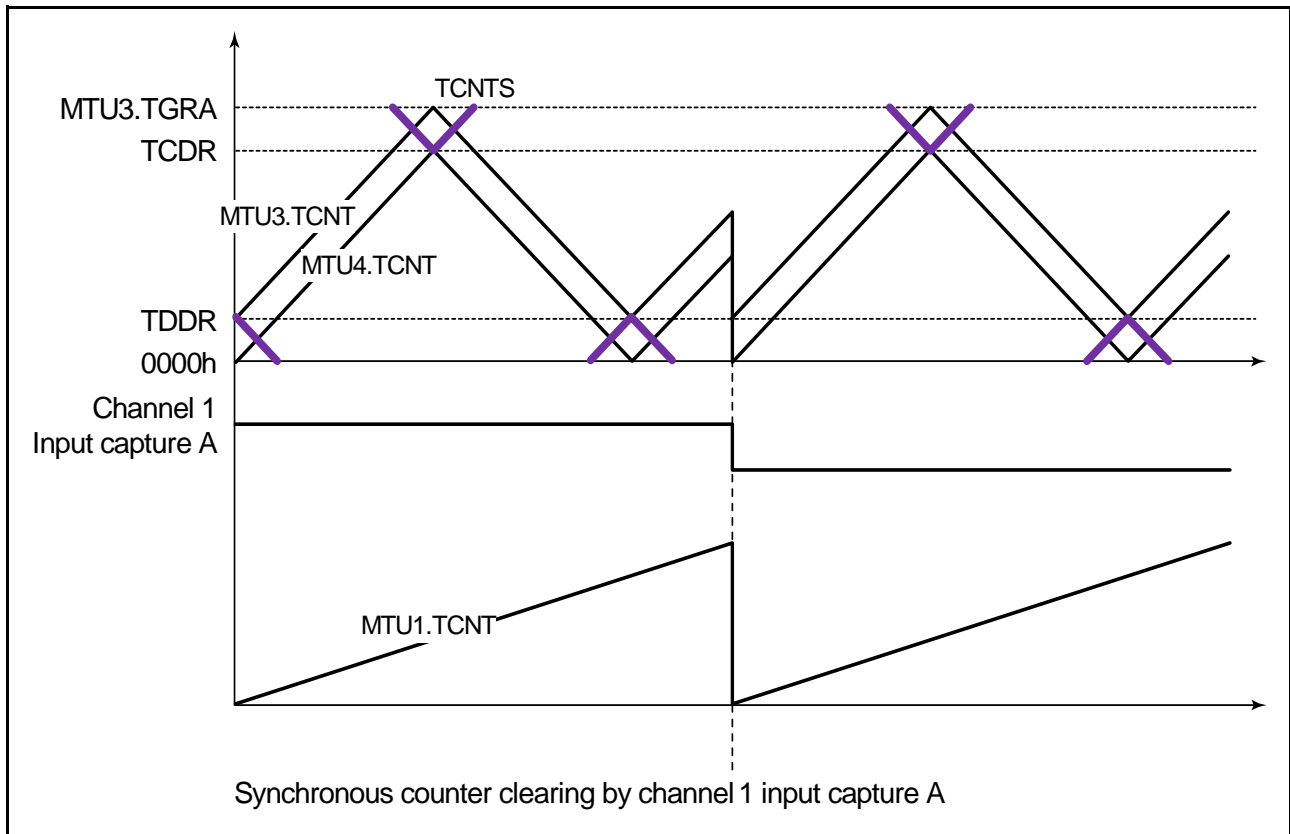 TCNTS
MTU3.TGRA
TCDR
MTU3.TCNT
MTU4.TCNT
TDDR
0000h
Channel 1
Input capture A
MTU1.TCNT
Synchronous counter clearing by channel 1 input capture A